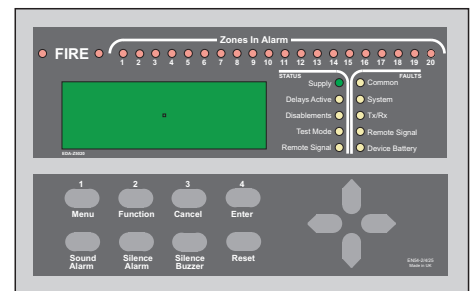 Zones In Alarm
FIRE
1 2 3 4 5 6 7 8 9 10 11 12 13 14 15 16 17 18 19 20
STATUS FAULTS
Supply Common
Delays Active System
Disablements Tx/Rx
Test Mode Remote Signal
Remote Signal Device Battery
1 2 3 4
Menu Function Cancel Enter
Sound Alarm Silence Alarm Silence Buzzer Reset
Made in UK